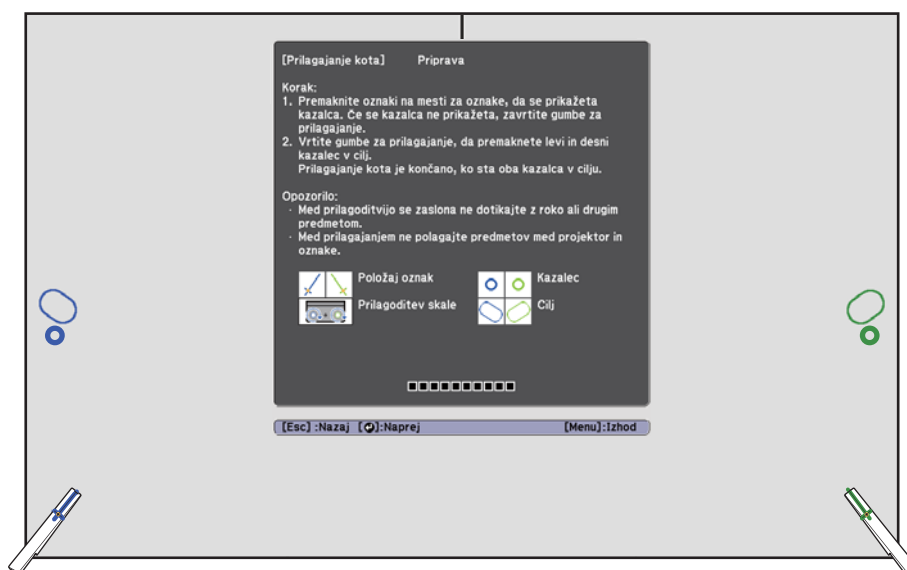 [Prilagajanje kota] Priprava
Korak:
1. Premaknite oznaki na mesti za oznake, da se prikažeta
kazalca. Če se kazalca ne prikažeta, zavrtite gumbe za
prilagajanje.
2. Vrtite gumbe za prilagajanje, da premaknete levi in desni
kazalec v cilj.
Prilagajanje kota je končano, ko sta oba kazalca v cilju.
Opozorilo:
· Med prilagoditvijo se zaslona ne dotikajte z roko ali drugim
predmetom.
· Med prilagajanjem ne polagajte predmetov med projektor in
oznake.
Položaj oznak
Kazalec
Prilagoditev skale
Cilj
[Esc] :Nazaj [⏎]:Naprej [Menu]:Izhod